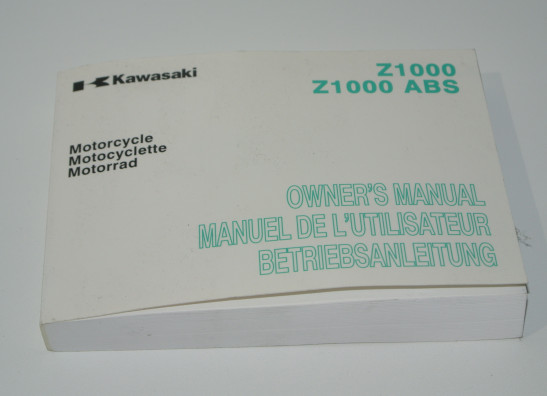 Kawasaki
Z1000
Z1000 ABS
Motorcycle
Motocyclette
Motorrad
OWNER'S MANUAL
MANUEL DE L'UTILISATEUR
BETRIEBSANLEITUNG